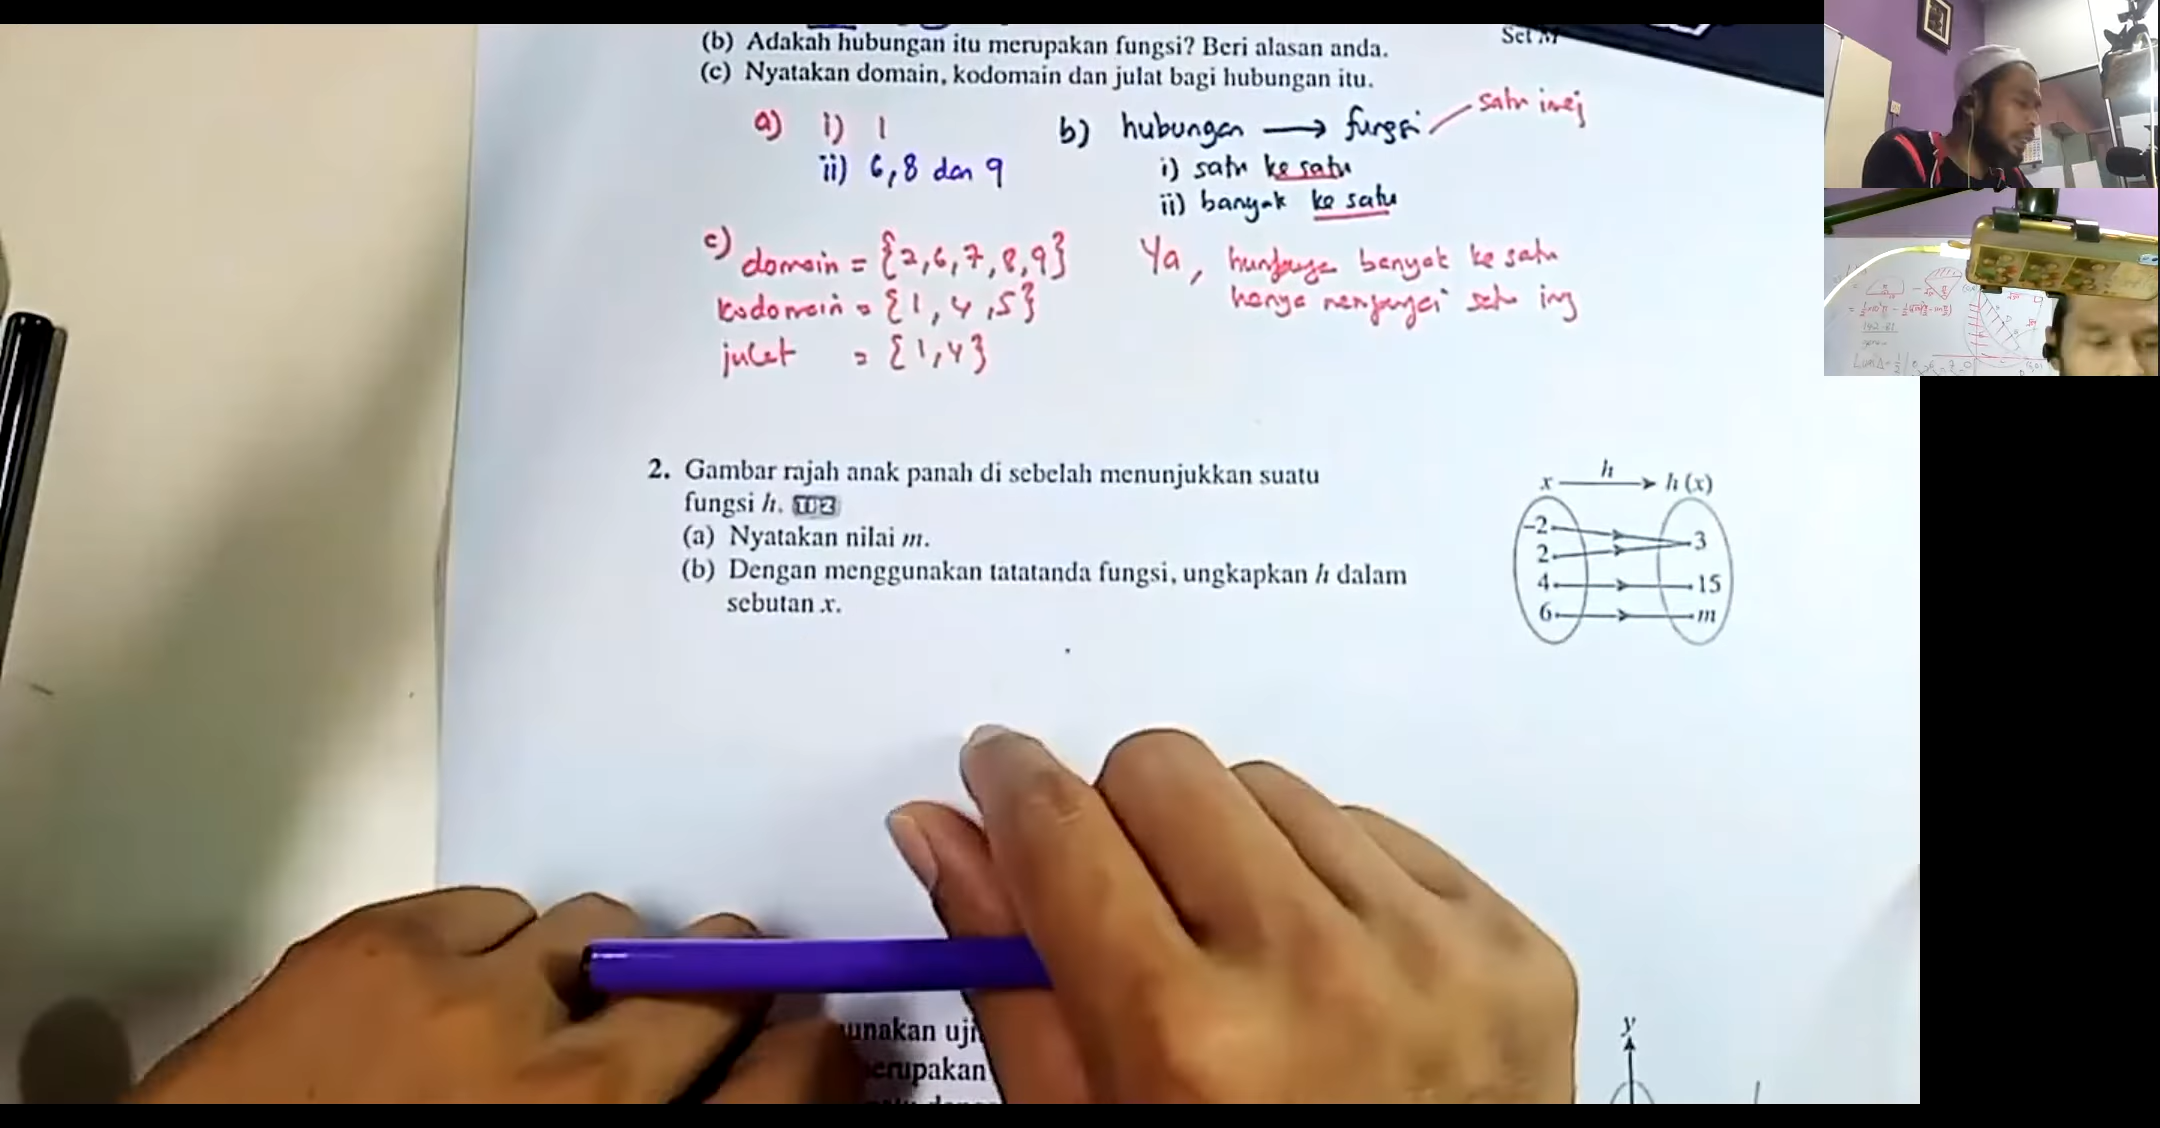 (b) Adakah hubungan itu merupakan fungsi? Beri alasan anda.
Set M
(c) Nyatakan domain, kodomain dan julat bagi hubungan itu.
a) i) 1
ii) 6, 8 dan 9
b) hubungan → fungsi
satu imej
i) satu ke satu
ii) banyak ke satu
c) domain = {2, 6, 7, 8, 9}
kodomain = {1, 4, 5}
julat = {1, 4}
Ya, banyak ke satu
hanya satu
2. Gambar rajah anak panah di sebelah menunjukkan suatu
fungsi h. TP2
(a) Nyatakan nilai m.
(b) Dengan menggunakan tatatanda fungsi, ungkapkan h dalam
sebutan x.
x h h (x)
-2
2
4
6
3
15
m
unakan uji
erupakan
y